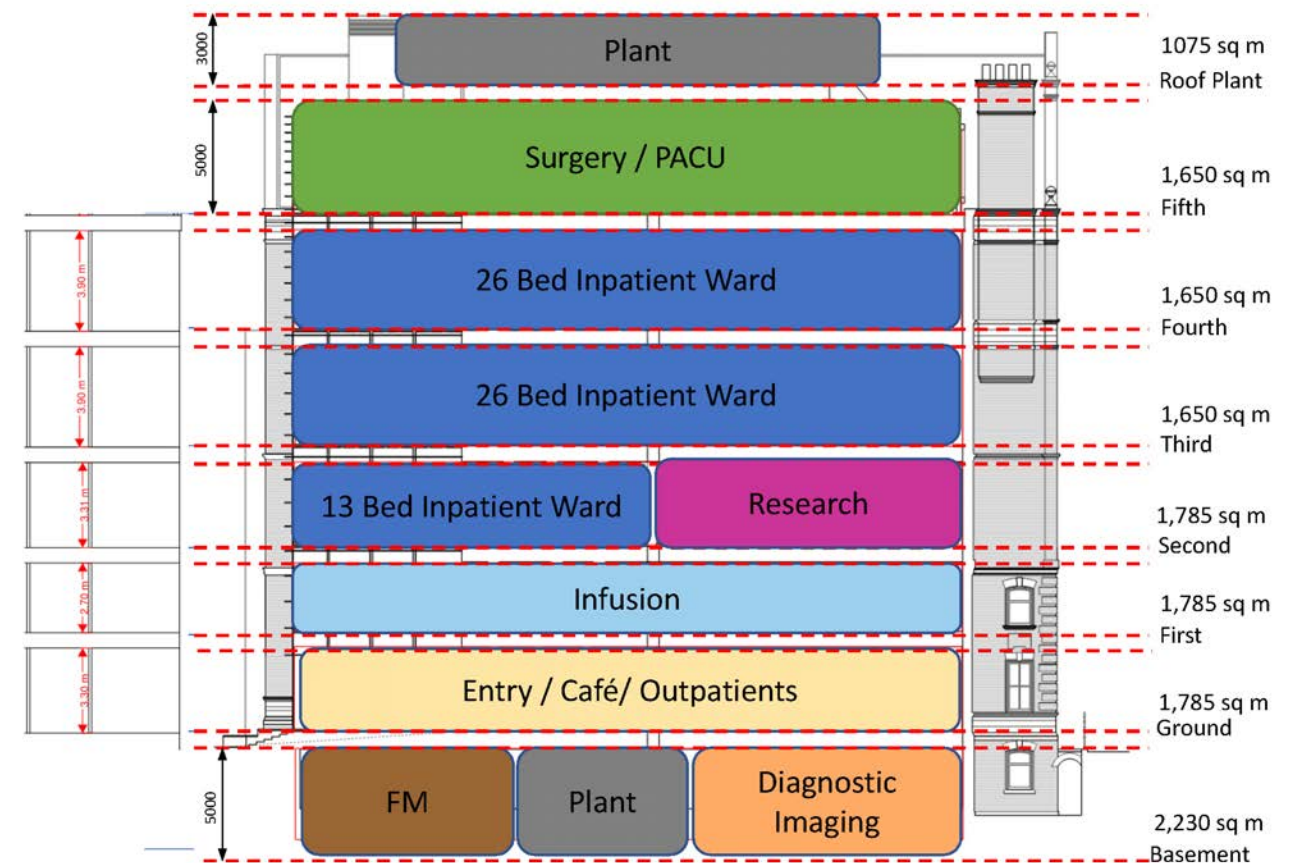 3000
Plant
1075 sq m
Roof Plant
5000
Surgery / PACU
1,650 sq m
Fifth
3.90 m
26 Bed Inpatient Ward
1,650 sq m
Fourth
3.90 m
26 Bed Inpatient Ward
1,650 sq m
Third
3.31 m
13 Bed Inpatient Ward
Research
1,785 sq m
Second
2.70 m
Infusion
1,785 sq m
First
3.30 m
Entry / Café/ Outpatients
1,785 sq m
Ground
5000
FM
Plant
Diagnostic
Imaging
2,230 sq m
Basement